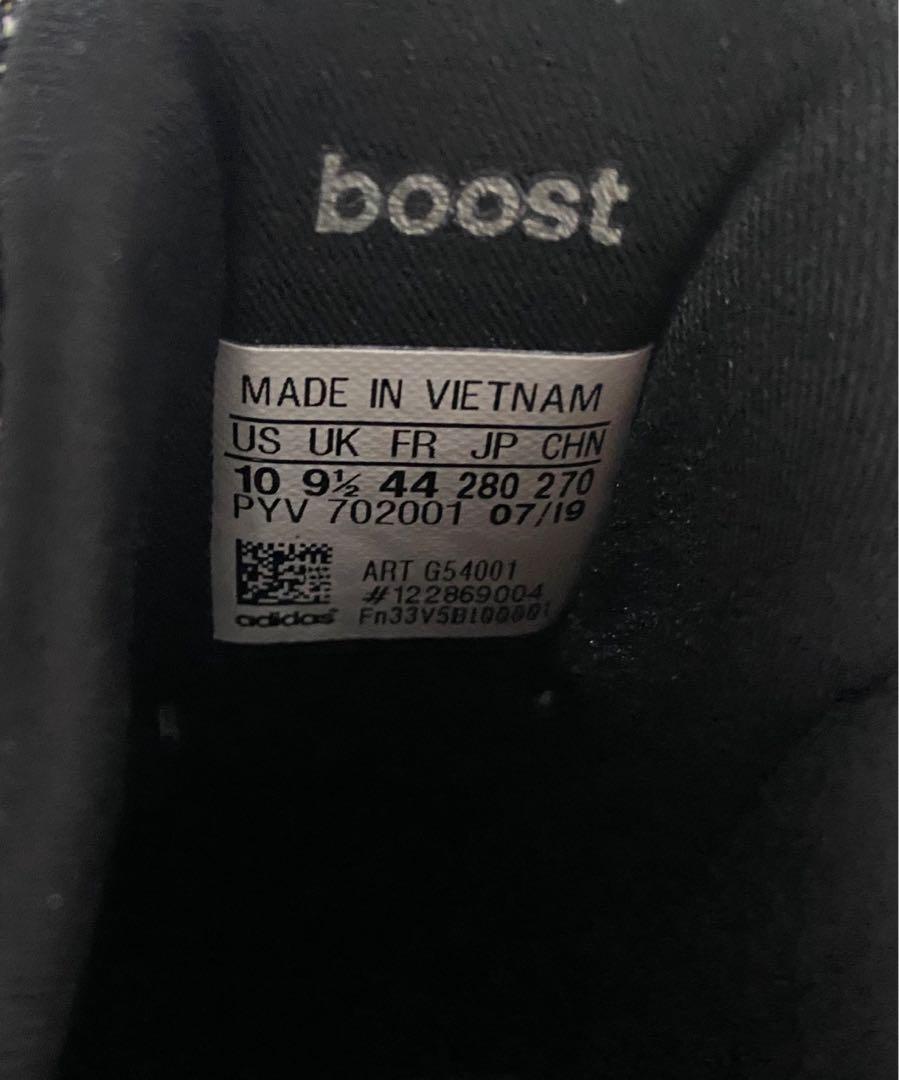 boost
MADE IN VIETNAM
US UK FR JP CHN
10 9½ 44 280 270
PYV 702001 07/19
ART G54001
#122869004
adidas